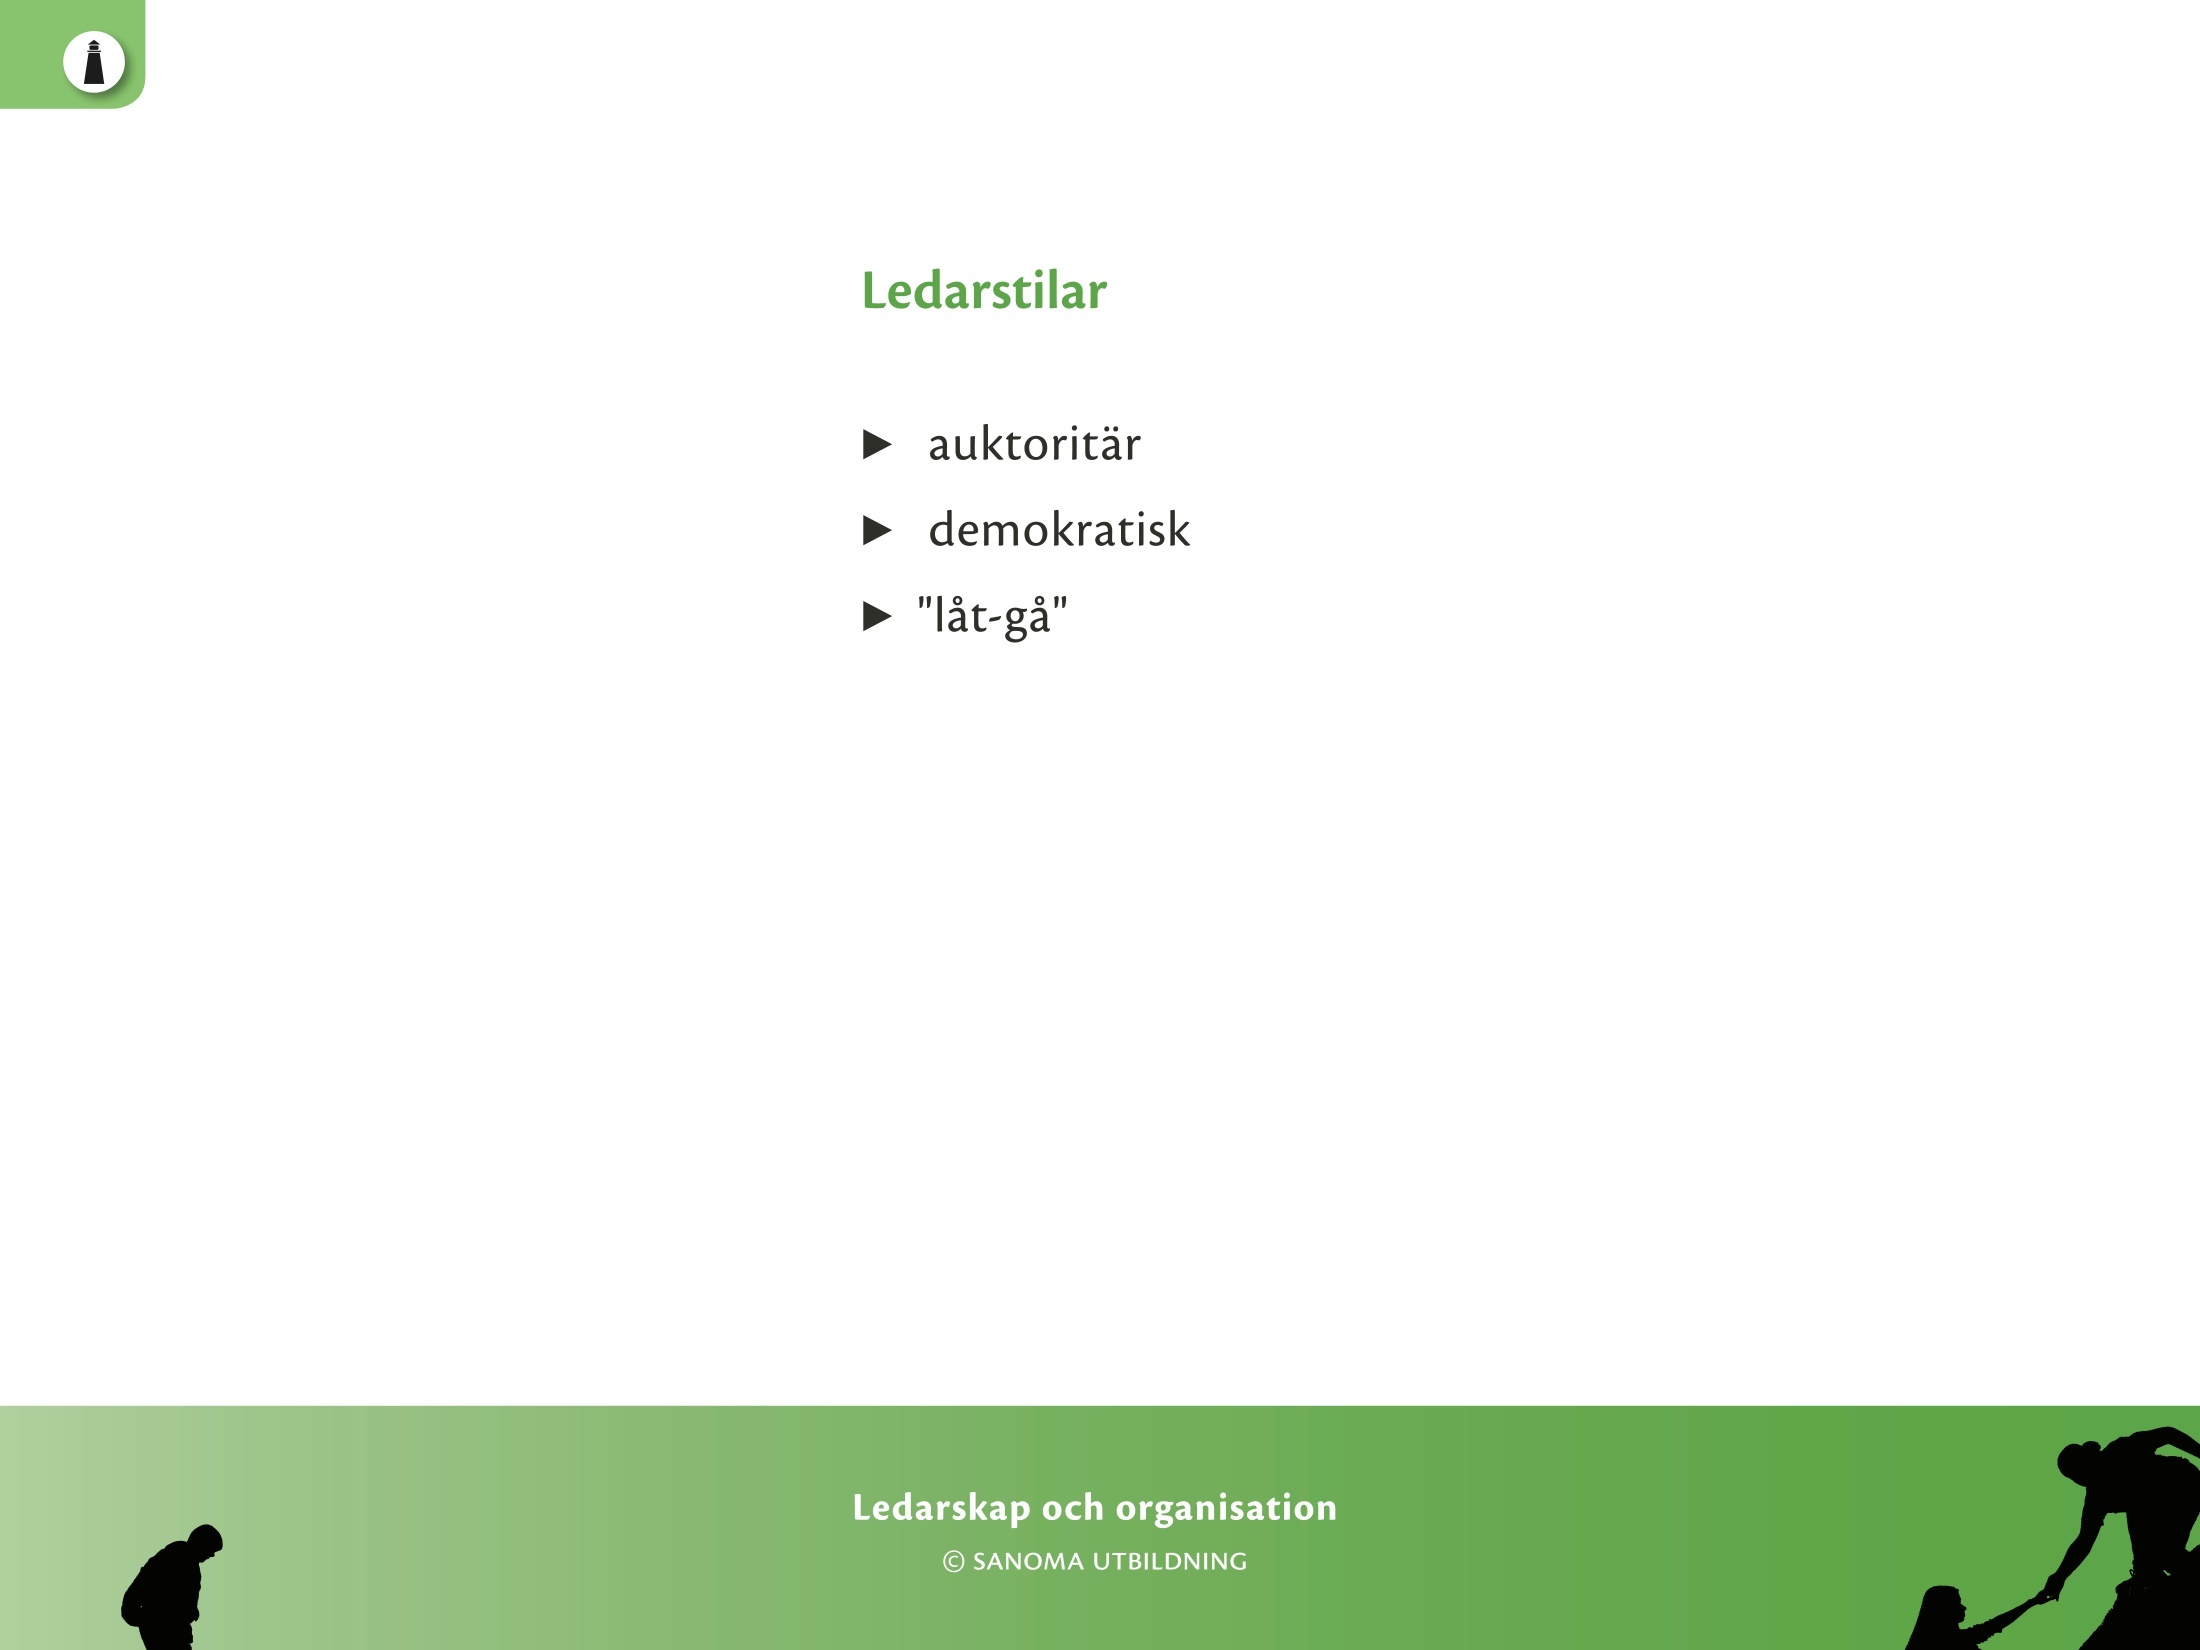 Ledarstilar
► auktoritär
► demokratisk
► "låt-gå"
Ledarskap och organisation
© SANOMA UTBILDNING